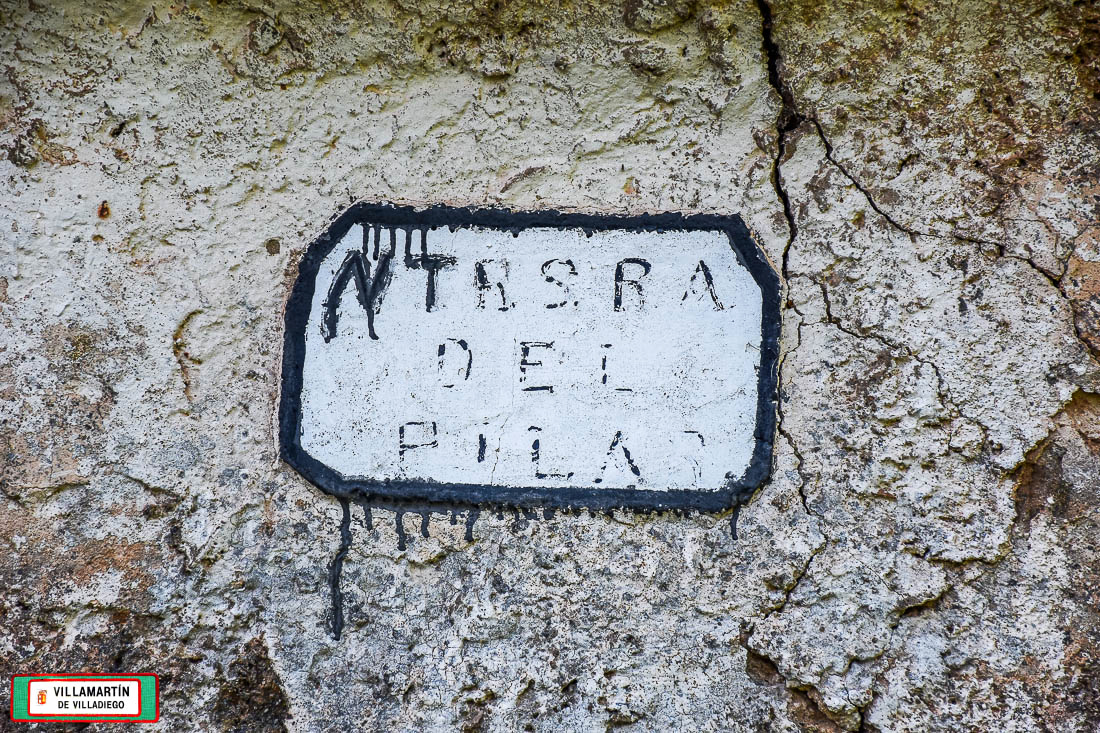 NTRSRA
DEL
PILAR
VILLAMARTÍN
DE VILLADIEGO